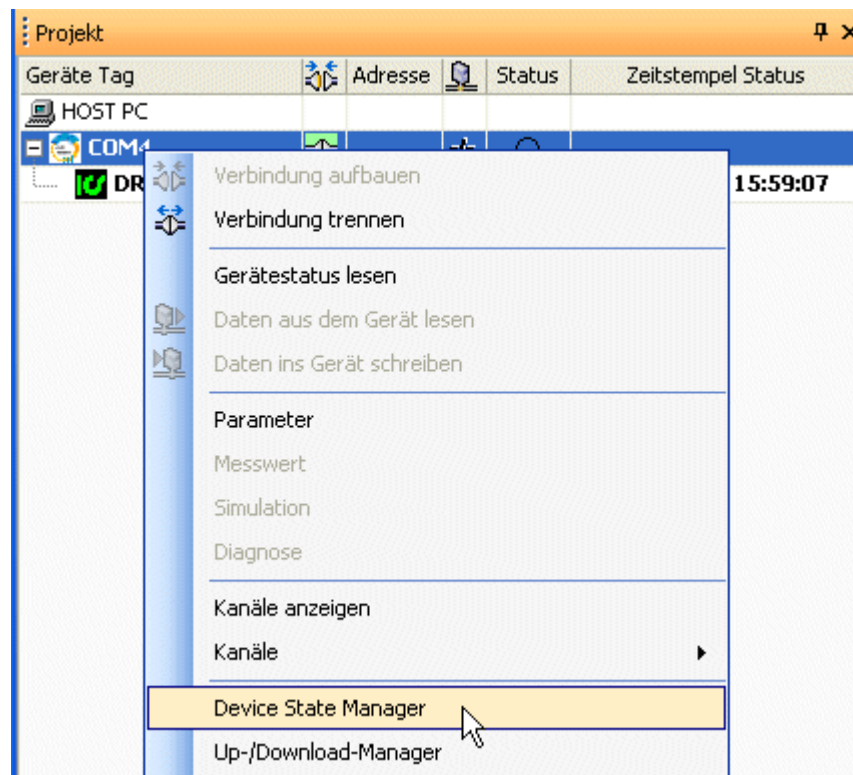 Projekt
Geräte Tag Adresse Status Zeitstempel Status
HOST PC
COM4
DR 15:59:07
Verbindung aufbauen
Verbindung trennen
Gerätestatus lesen
Daten aus dem Gerät lesen
Daten ins Gerät schreiben
Parameter
Messwert
Simulation
Diagnose
Kanäle anzeigen
Kanäle
Device State Manager
Up-/Download-Manager